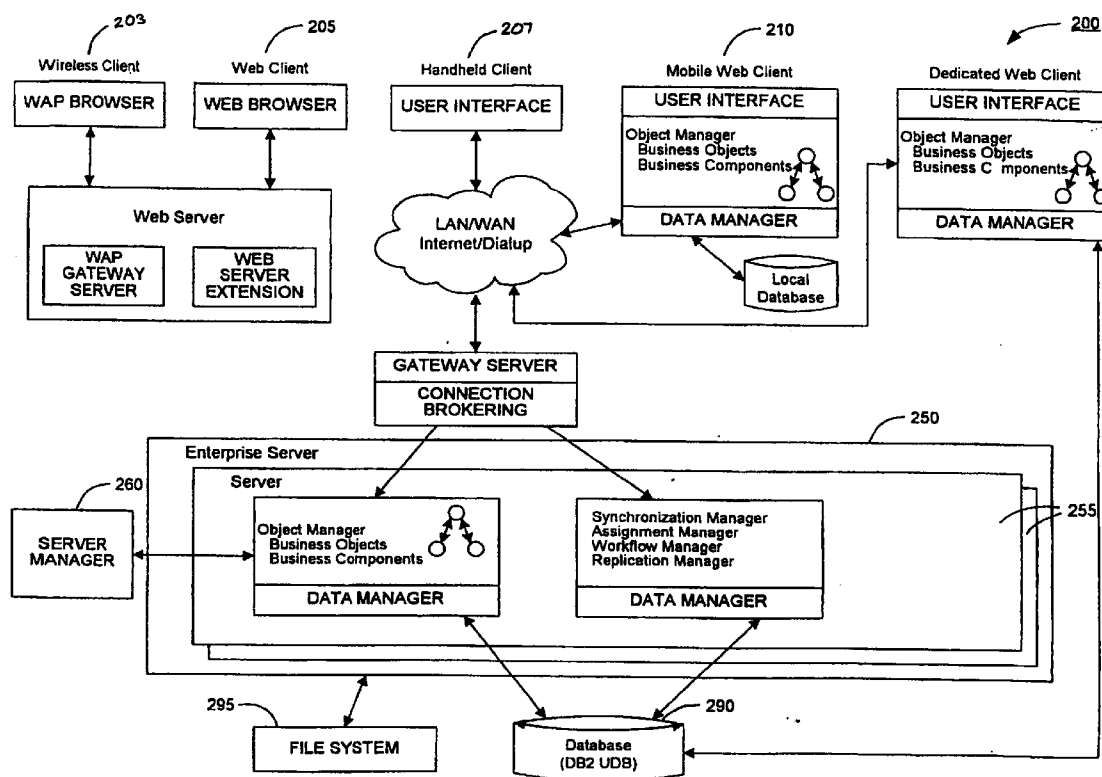 203
205
207
210
200
Wireless Client
Web Client
Handheld Client
Mobile Web Client
Dedicated Web Client
WAP BROWSER
WEB BROWSER
USER INTERFACE
USER INTERFACE
Object Manager
Business Objects
Business Components
DATA MANAGER
USER INTERFACE
Object Manager
Business Objects
Business C mponents
DATA MANAGER
Web Server
WAP
GATEWAY
SERVER
WEB
SERVER
EXTENSION
LAN/WAN
Internet/Dialup
Local
Database
GATEWAY SERVER
CONNECTION
BROKERING
250
Enterprise Server
Server
255
260
SERVER
MANAGER
Object Manager
Business Objects
Business Components
DATA MANAGER
Synchronization Manager
Assignment Manager
Workflow Manager
Replication Manager
DATA MANAGER
295
FILE SYSTEM
290
Database
(DB2 UDB)